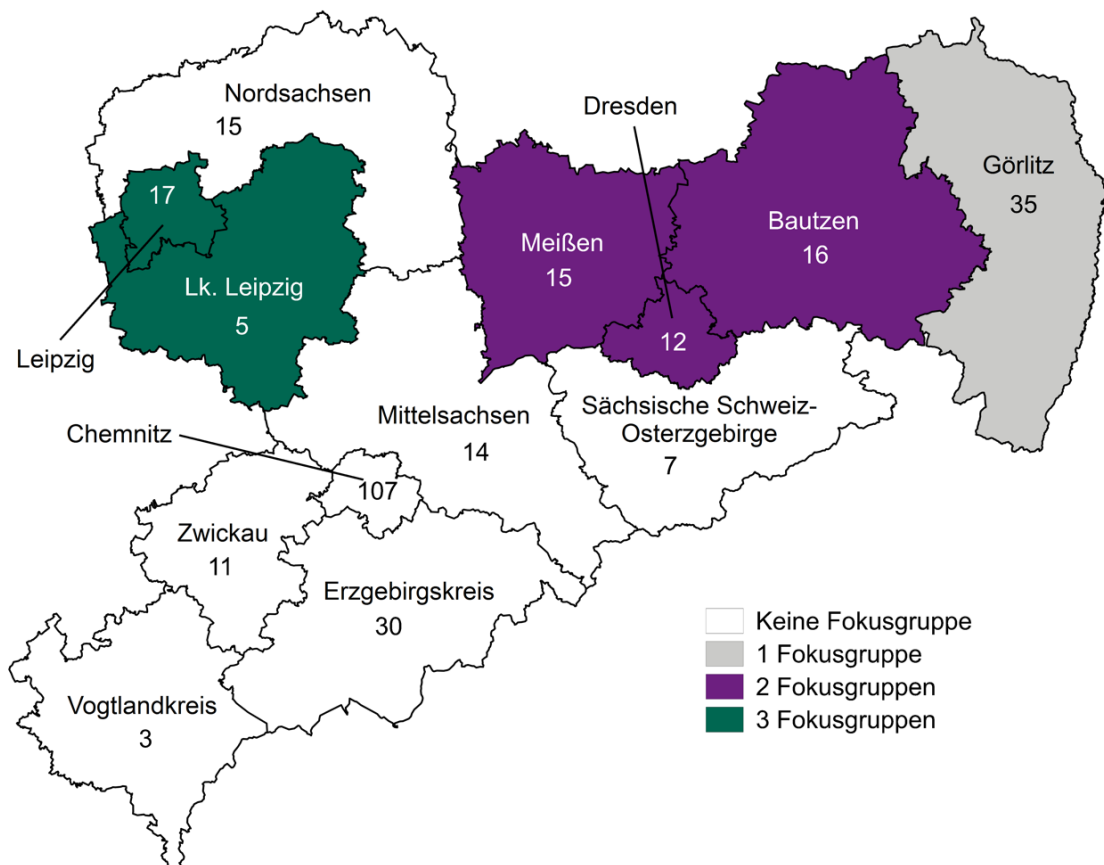 Nordsachsen
15
Dresden
Görlitz
35
17
Bautzen
16
Meißen
15
Lk. Leipzig
5
12
Leipzig
Sächsische Schweiz-
Osterzgebirge
7
Mittelsachsen
14
Chemnitz
107
Zwickau
11
Erzgebirgskreis
30
Vogtlandkreis
3
Keine Fokusgruppe
1 Fokusgruppe
2 Fokusgruppen
3 Fokusgruppen